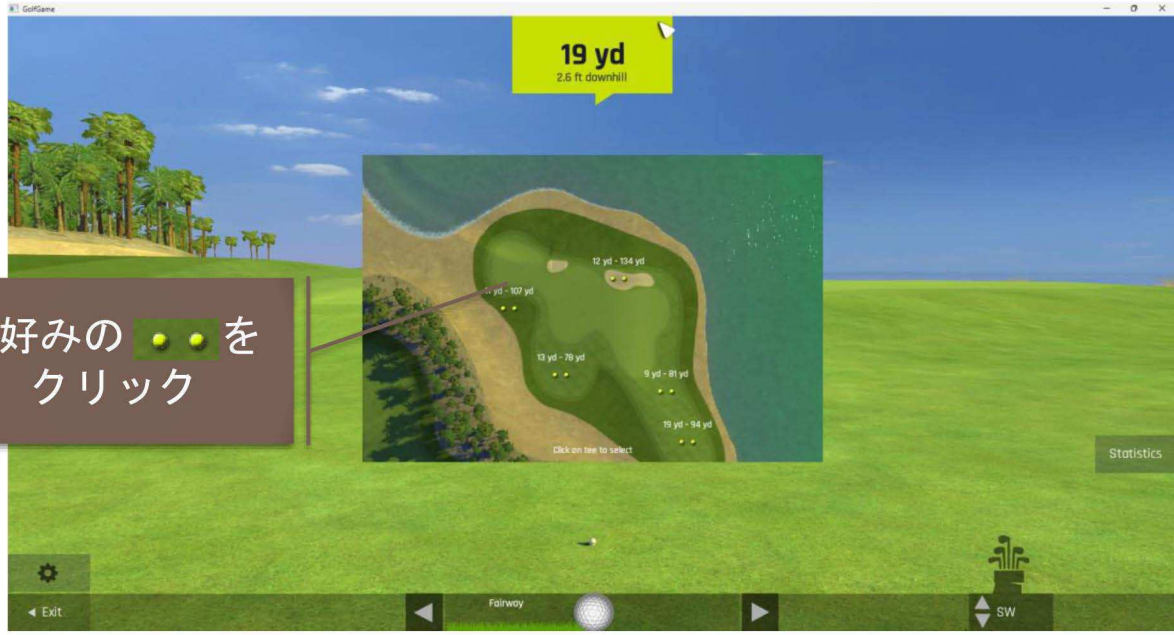 GolfGame
19 yd
2.6 ft downhill
12 yd - 134 yd
yd - 107 yd
13 yd - 78 yd
9 yd - 81 yd
19 yd - 94 yd
Click on tee to select
好みの を
クリック
Statistics
Exit
Fairway
SW